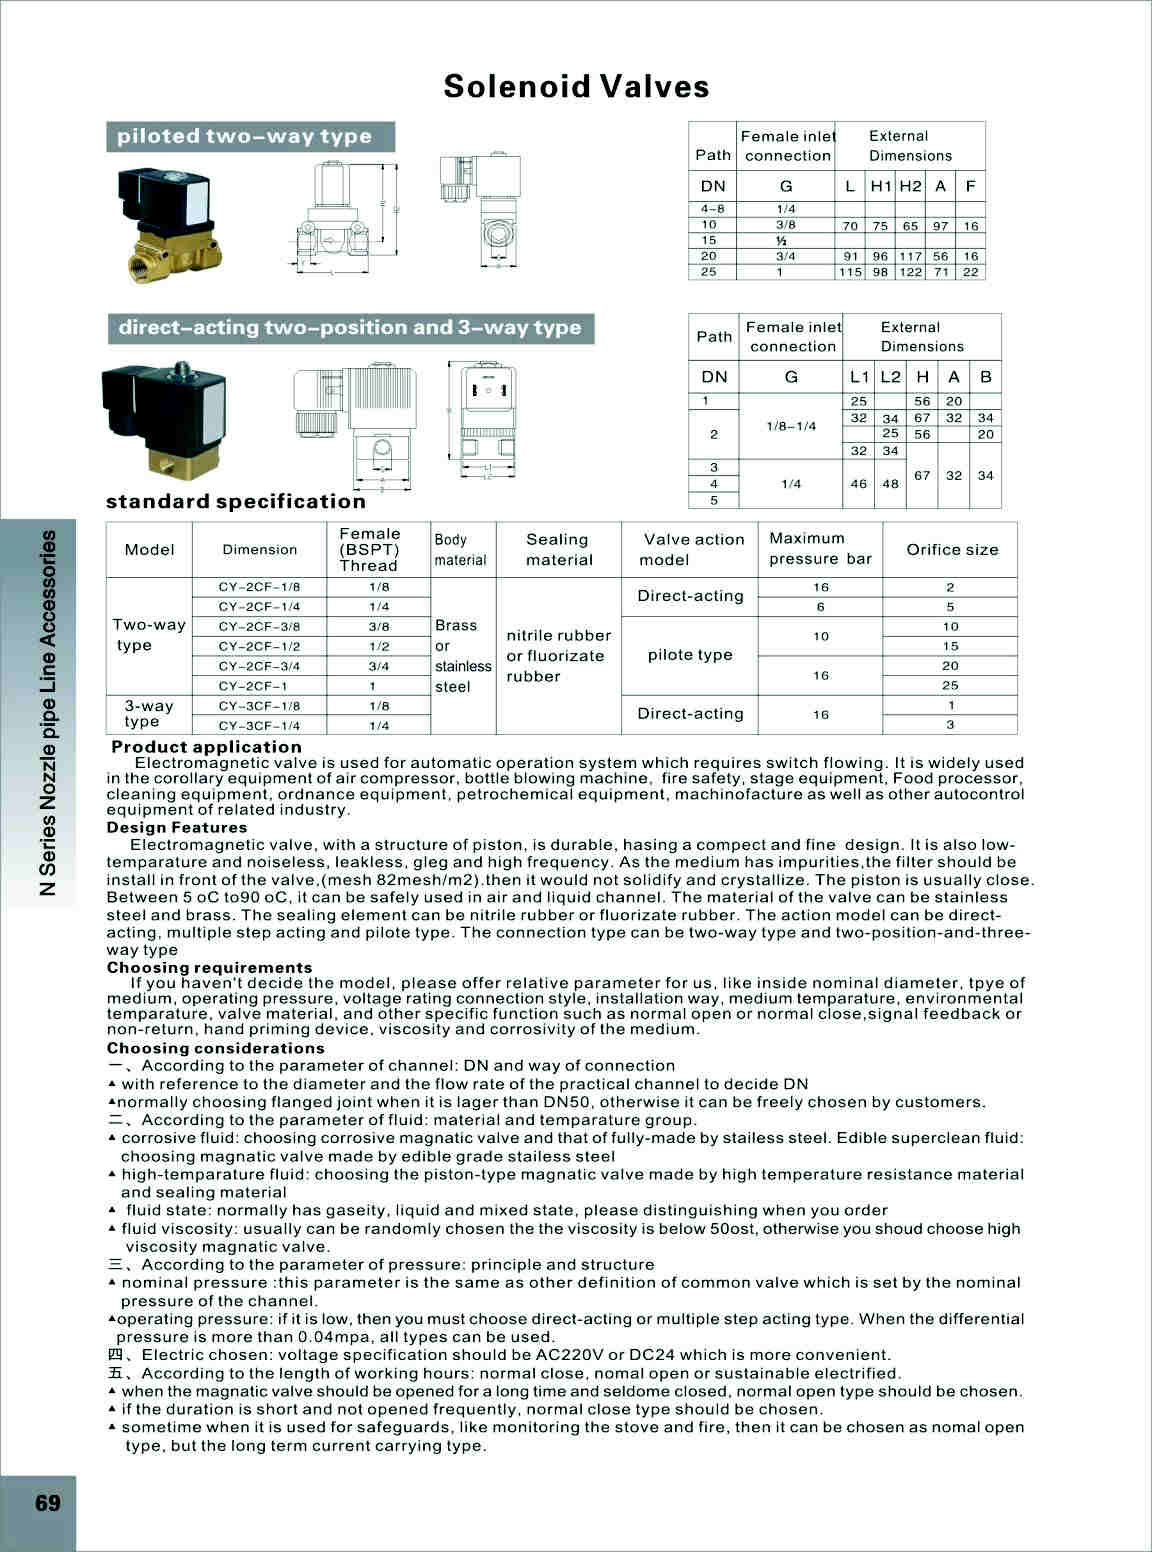 Solenoid Valves
piloted two-way type
Path Female inlet connection External Dimensions
DN G L H1 H2 A F
4-8 1/4
10 3/8 70 75 65 97 16
15 ½
20 3/4 91 96 117 56 16
25 1 115 98 122 71 22
direct-acting two-position and 3-way type
Path Female inlet connection External Dimensions
DN G L1 L2 H A B
1 25 56 20
1/8-1/4 32 34 67 32 34
2 25 56 20
32 34
3
4 1/4 46 48 67 32 34
5
standard specification
Model Dimension Female (BSPT) Thread Body material Sealing material Valve action model Maximum pressure bar Orifice size
CY-2CF-1/8 1/8 Direct-acting 16 2
CY-2CF-1/4 1/4 6 5
Two-way type CY-2CF-3/8 3/8 Brass or stainless steel nitrile rubber or fluorizate rubber pilote type 10 10
CY-2CF-1/2 1/2 15
CY-2CF-3/4 3/4 16 20
CY-2CF-1 1 25
3-way type CY-3CF-1/8 1/8 Direct-acting 16 1
CY-3CF-1/4 1/4 3
Product application
Electromagnetic valve is used for automatic operation system which requires switch flowing. It is widely used
in the corollary equipment of air compressor, bottle blowing machine, fire safety, stage equipment, Food processor,
cleaning equipment, ordnance equipment, petrochemical equipment, machinofacture as well as other autocontrol
equipment of related industry.
Design Features
Electromagnetic valve, with a structure of piston, is durable, hasing a compect and fine design. It is also low-
temparature and noiseless, leakless, gleg and high frequency. As the medium has impurities,the filter should be
install in front of the valve,(mesh 82mesh/m2).then it would not solidify and crystallize. The piston is usually close.
Between 5 oC to90 oC, it can be safely used in air and liquid channel. The material of the valve can be stainless
steel and brass. The sealing element can be nitrile rubber or fluorizate rubber. The action model can be direct-
acting, multiple step acting and pilote type. The connection type can be two-way type and two-position-and-three-
way type
Choosing requirements
If you haven't decide the model, please offer relative parameter for us, like inside nominal diameter, tpye of
medium, operating pressure, voltage rating connection style, installation way, medium temparature, environmental
temparature, valve material, and other specific function such as normal open or normal close,signal feedback or
non-return, hand priming device, viscosity and corrosivity of the medium.
Choosing considerations
一、According to the parameter of channel: DN and way of connection
▲ with reference to the diameter and the flow rate of the practical channel to decide DN
▲normally choosing flanged joint when it is lager than DN50, otherwise it can be freely chosen by customers.
二、According to the parameter of fluid: material and temparature group.
▲ corrosive fluid: choosing corrosive magnatic valve and that of fully-made by stailess steel. Edible superclean fluid:
choosing magnatic valve made by edible grade stailess steel
▲ high-temparature fluid: choosing the piston-type magnatic valve made by high temperature resistance material
and sealing material
▲ fluid state: normally has gaseity, liquid and mixed state, please distinguishing when you order
▲ fluid viscosity: usually can be randomly chosen the the viscosity is below 50ost, otherwise you shoud choose high
viscosity magnatic valve.
三、According to the parameter of pressure: principle and structure
▲ nominal pressure :this parameter is the same as other definition of common valve which is set by the nominal
pressure of the channel.
▲operating pressure: if it is low, then you must choose direct-acting or multiple step acting type. When the differential
pressure is more than 0.04mpa, all types can be used.
四、Electric chosen: voltage specification should be AC220V or DC24 which is more convenient.
五、According to the length of working hours: normal close, nomal open or sustainable electrified.
▲ when the magnatic valve should be opened for a long time and seldome closed, normal open type should be chosen.
▲ if the duration is short and not opened frequently, normal close type should be chosen.
▲ sometime when it is used for safeguards, like monitoring the stove and fire, then it can be chosen as nomal open
type, but the long term current carrying type.
N Series Nozzle pipe Line Accessories
69